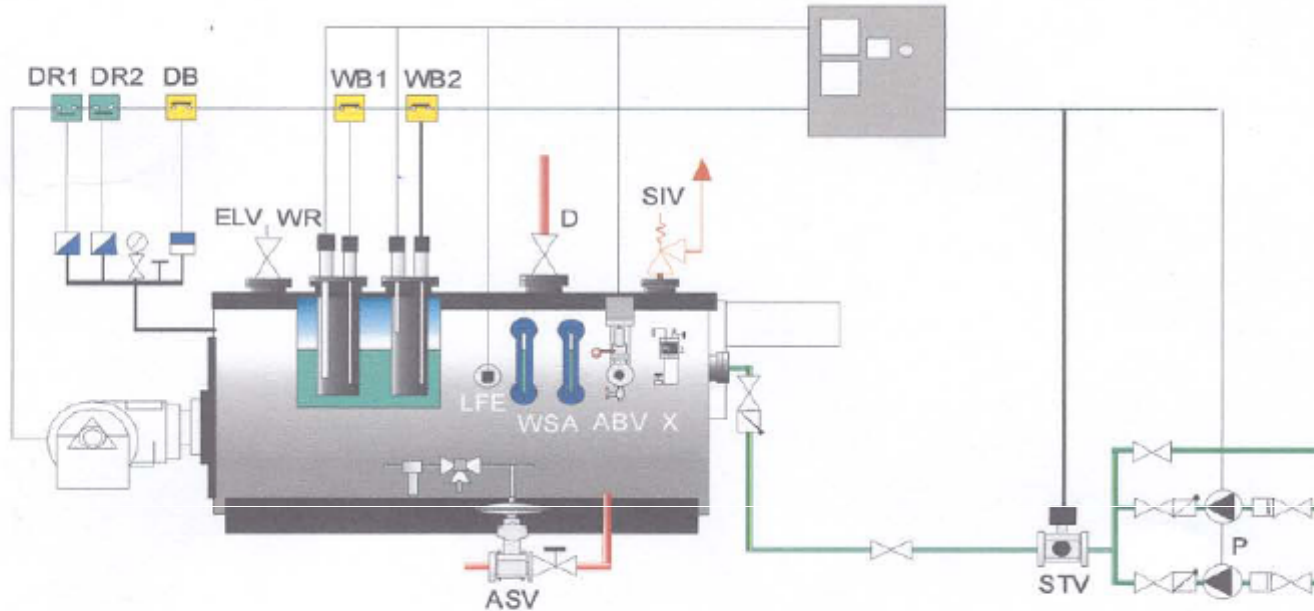 DR1 DR2 DB WB1 WB2
SIV
ELV WR D
LFE
WSA ABV X
P
STV
ASV